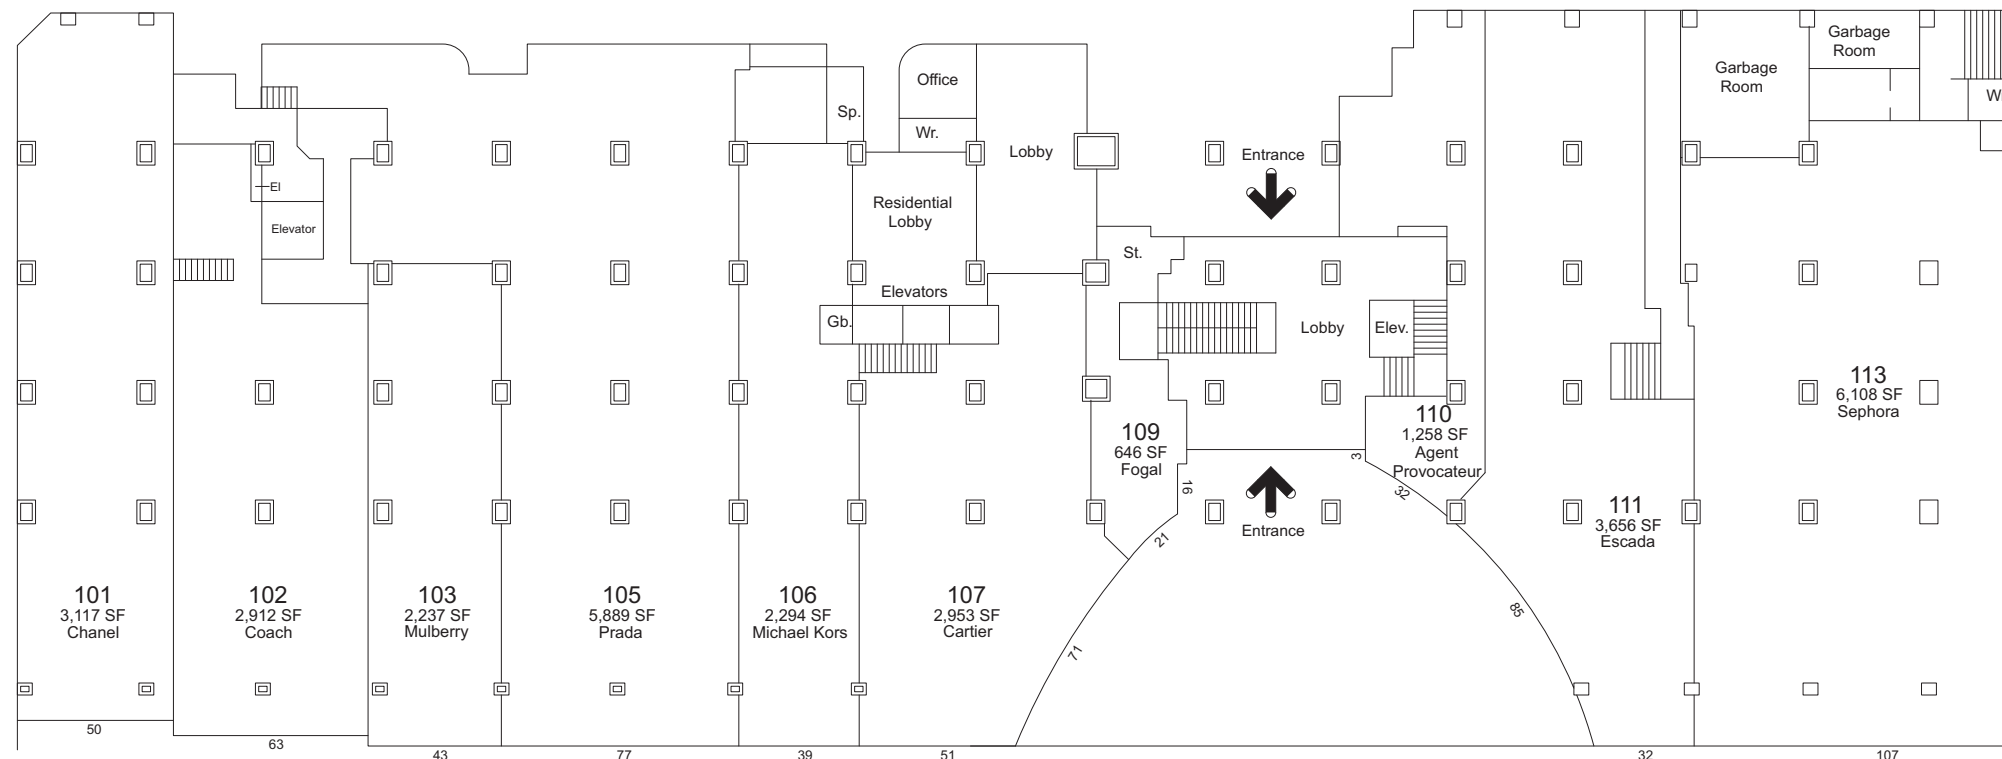 Garbage
Room
Garbage
Room
W
Office
Sp.
Wr.
Lobby
Entrance
El
Residential
Lobby
Elevator
St.
Elevators
Gb.
Lobby
Elev.
113
6,108 SF
Sephora
109
646 SF
Fogal
110
1,258 SF
Agent
Provocateur
3
32
16
21
Entrance
111
3,656 SF
Escada
101
3,117 SF
Chanel
102
2,912 SF
Coach
103
2,237 SF
Mulberry
105
5,889 SF
Prada
106
2,294 SF
Michael Kors
107
2,953 SF
Cartier
85
71
50
63
43
77
39
51
32
107